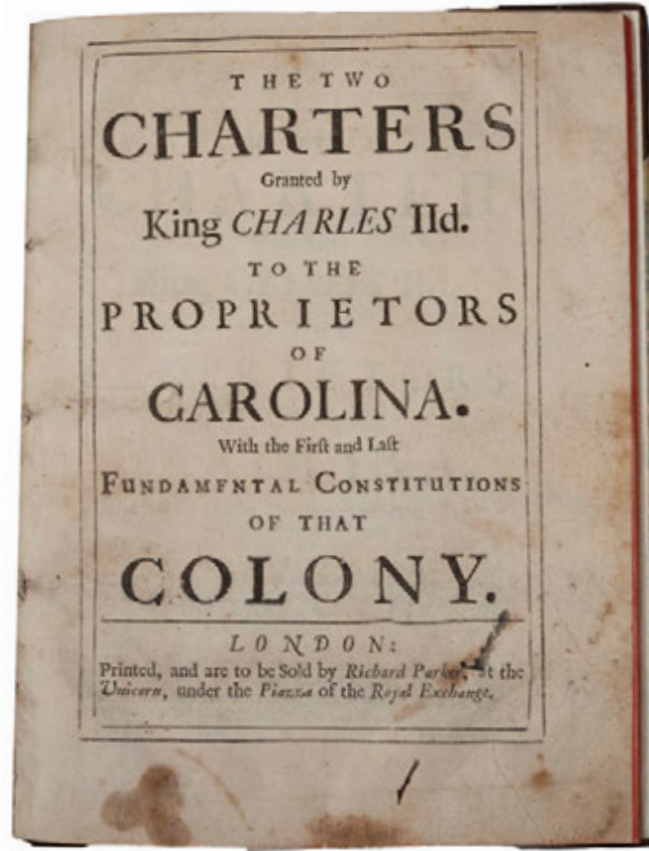 THE TWO
CHARTERS
Granted by
King CHARLES IId.
TO THE
PROPRIETORS
OF
CAROLINA.
With the Firſt and Laſt
FUNDAMENTAL CONSTITUTIONS
OF THAT
COLONY.
LONDON:
Printed, and are to be Sold by Richard Parker, at the
Unicorn, under the Piazza of the Royal Exchange.